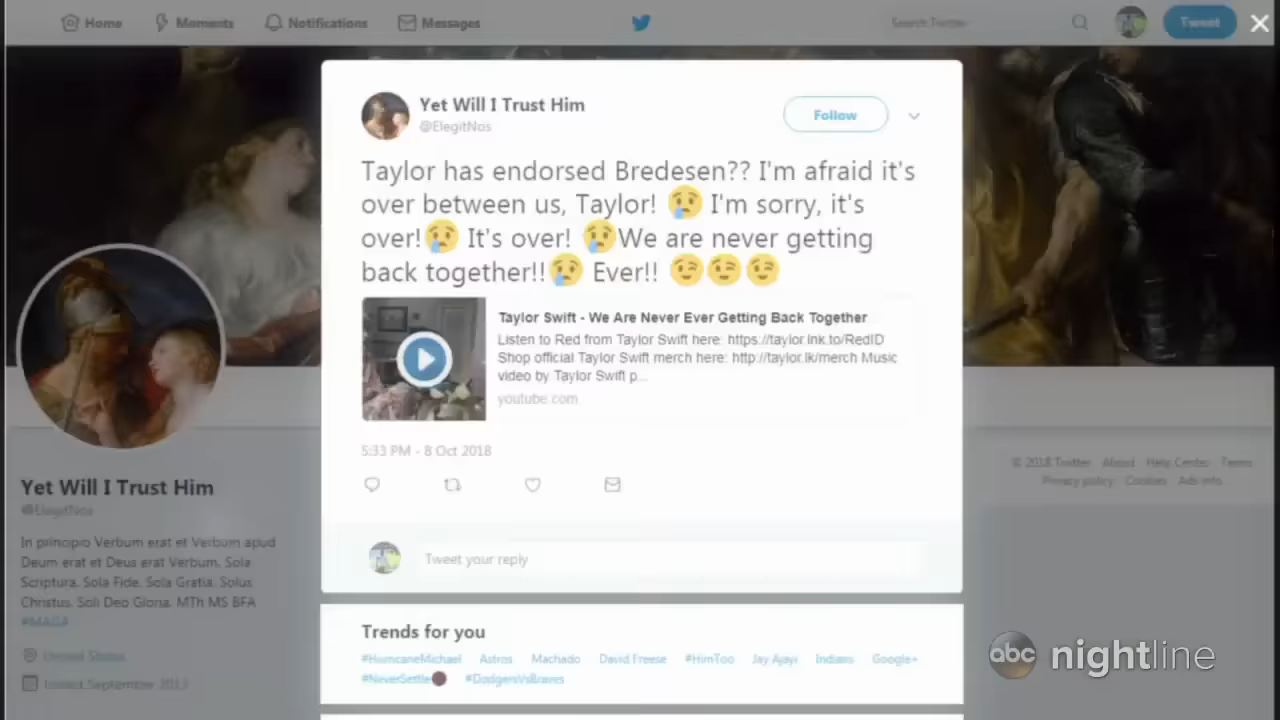 Home Moments Notifications Messages Search Twitter Tweet
Yet Will I Trust Him
@ElegitNos
Follow
Taylor has endorsed Bredesen?? I'm afraid it's
over between us, Taylor! 😢 I'm sorry, it's
over!😢 It's over! 😢We are never getting
back together!!😢 Ever!! 😉😉😉
Taylor Swift - We Are Never Ever Getting Back Together
Listen to Red from Taylor Swift here: https://taylor.lnk.to/RedID
Shop official Taylor Swift merch here: http://taylor.lk/merch Music
video by Taylor Swift p...
youtube.com
5:33 PM - 8 Oct 2018
Tweet your reply
Yet Will I Trust Him
@ElegitNos
In principio Verbum erat et Verbum apud
Deum erat et Deus erat Verbum. Sola
Scriptura. Sola Fide. Sola Gratia. Solus
Christus. Soli Deo Gloria. MTh MS BFA
#MAGA
United States
Joined September
© 2018 Twitter About Help Center Terms
Privacy policy Cookies Ads info
Trends for you
#HurricaneMichael Astros Machado David Freese #HimToo Jay Ajayi Indians Google+
#NeverSettle #DodgersVsBraves
abc nightline